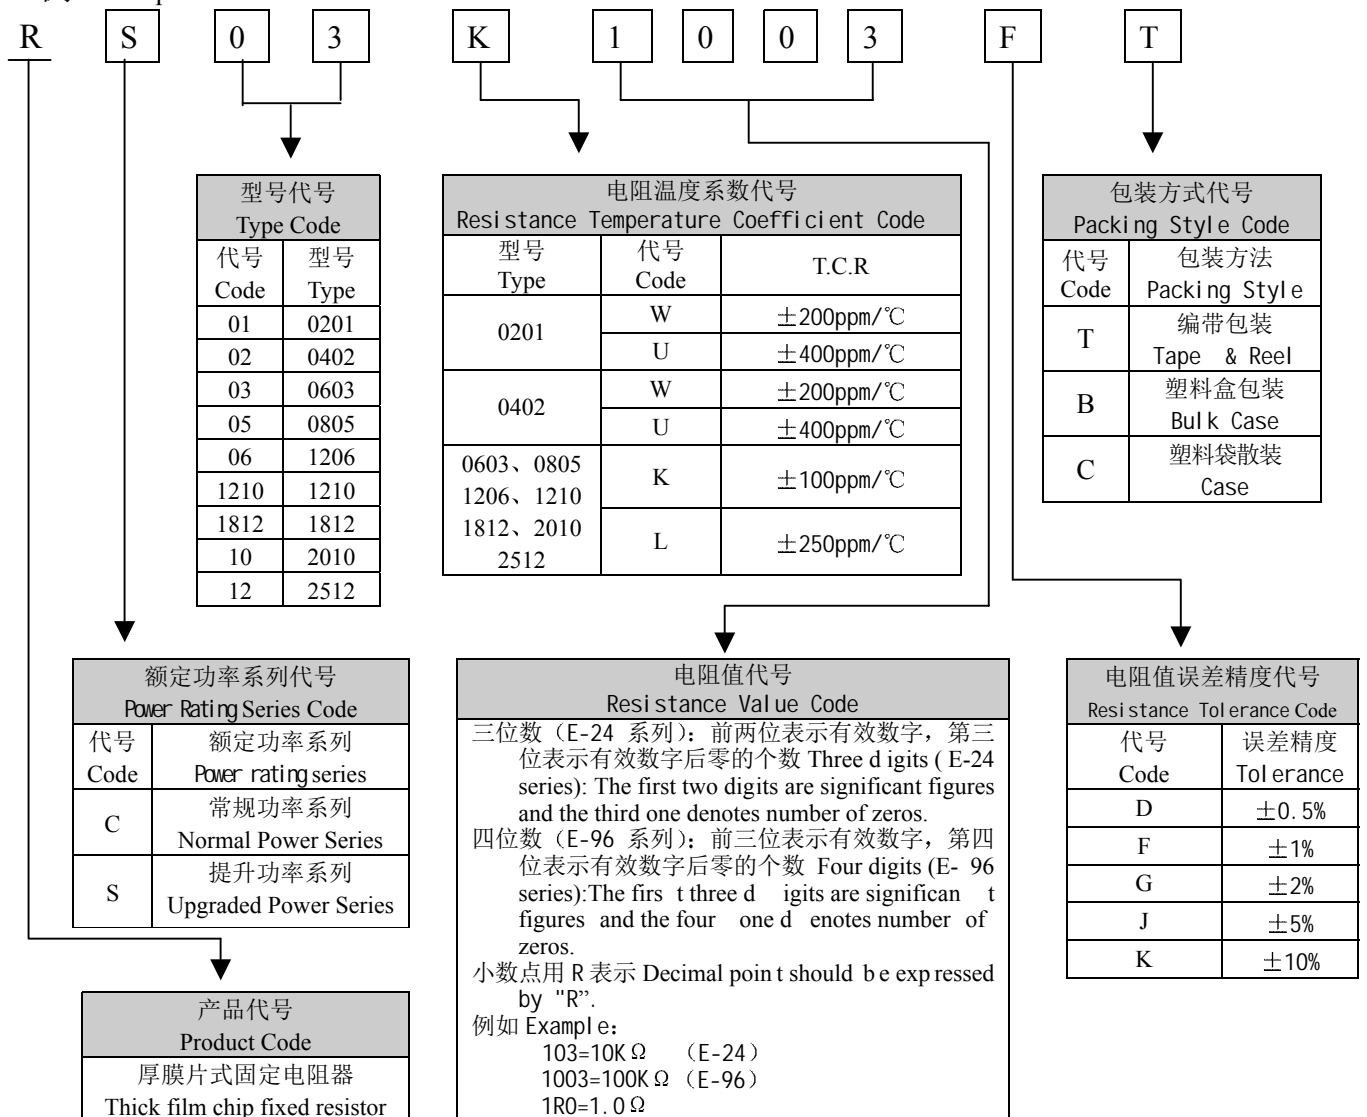 R S 0 3 K 1 0 0 3 F T
型号代号
Type Code
代号 型号
Code Type
01 0201
02 0402
03 0603
05 0805
06 1206
1210 1210
1812 1812
10 2010
12 2512
电阻温度系数代号
Resistance Temperature Coefficient Code
型号 代号 T.C.R
Type Code
0201 W ±200ppm/℃
U ±400ppm/℃
0402 W ±200ppm/℃
U ±400ppm/℃
0603、0805
1206、1210
1812、2010
2512
K ±100ppm/℃
L ±250ppm/℃
包装方式代号
Packing Style Code
代号 包装方法
Code Packing Style
T 编带包装
Tape & Reel
B 塑料盒包装
Bulk Case
C 塑料袋散装
Case
额定功率系列代号
Power Rating Series Code
代号 额定功率系列
Code Power rating series
C 常规功率系列
Normal Power Series
S 提升功率系列
Upgraded Power Series
产品代号
Product Code
厚膜片式固定电阻器
Thick film chip fixed resistor
电阻值代号
Resistance Value Code
三位数（E-24 系列）：前两位表示有效数字，第三
位表示有效数字后零的个数 Three d igits ( E-24
series): The first two digits are significant figures
and the third one denotes number of zeros.
四位数（E-96 系列）：前三位表示有效数字，第四
位表示有效数字后零的个数 Four digits (E- 96
series):The firs t three d igits are significan t
figures and the four one d enotes number of
zeros.
小数点用 R 表示 Decimal poin t should b e exp ressed
by "R”.
例如 Example：
103=10KΩ （E-24）
1003=100KΩ （E-96）
1R0=1.0Ω
电阻值误差精度代号
Resistance Tolerance Code
代号 误差精度
Code Tolerance
D ±0.5%
F ±1%
G ±2%
J ±5%
K ±10%